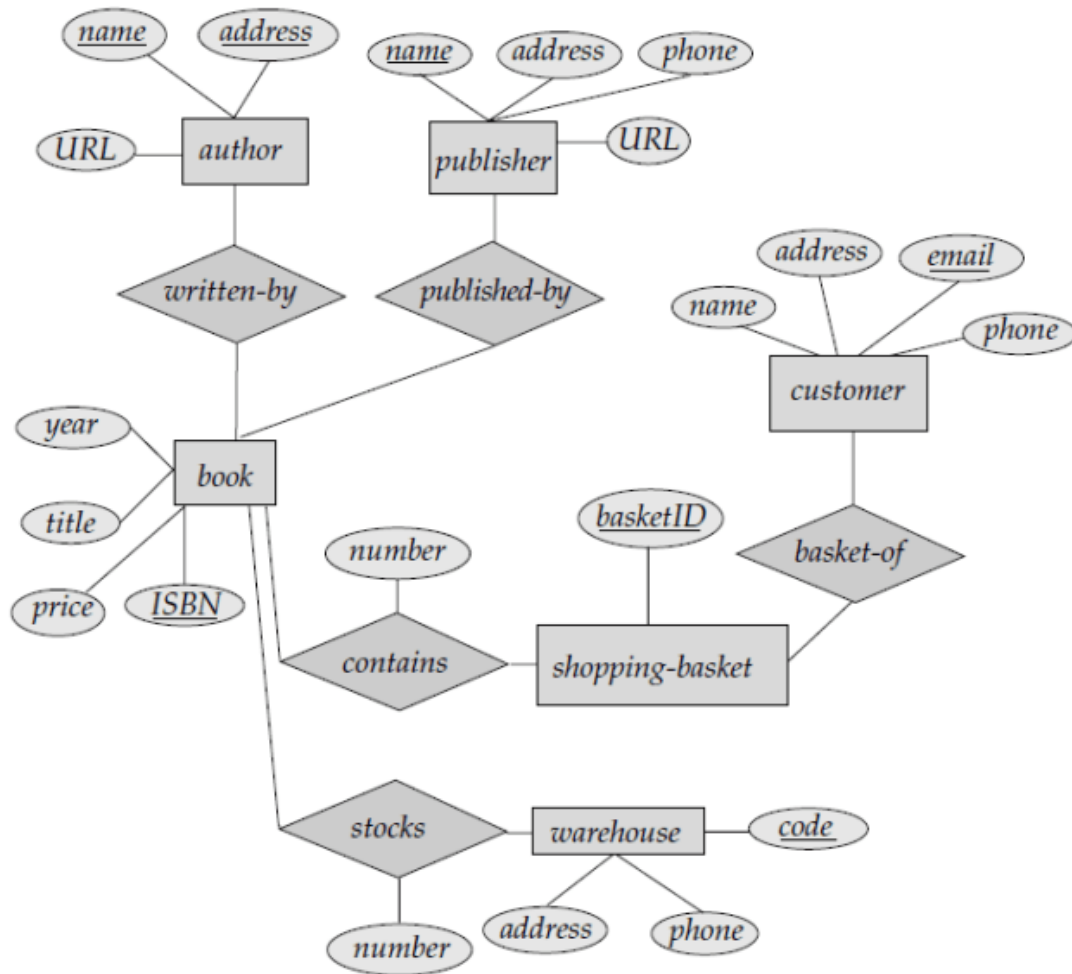 name
address
name
address
phone
URL
author
publisher
URL
address
email
written-by
published-by
name
phone
customer
year
book
basketID
title
number
basket-of
price
ISBN
contains
shopping-basket
stocks
warehouse
code
address
phone
number